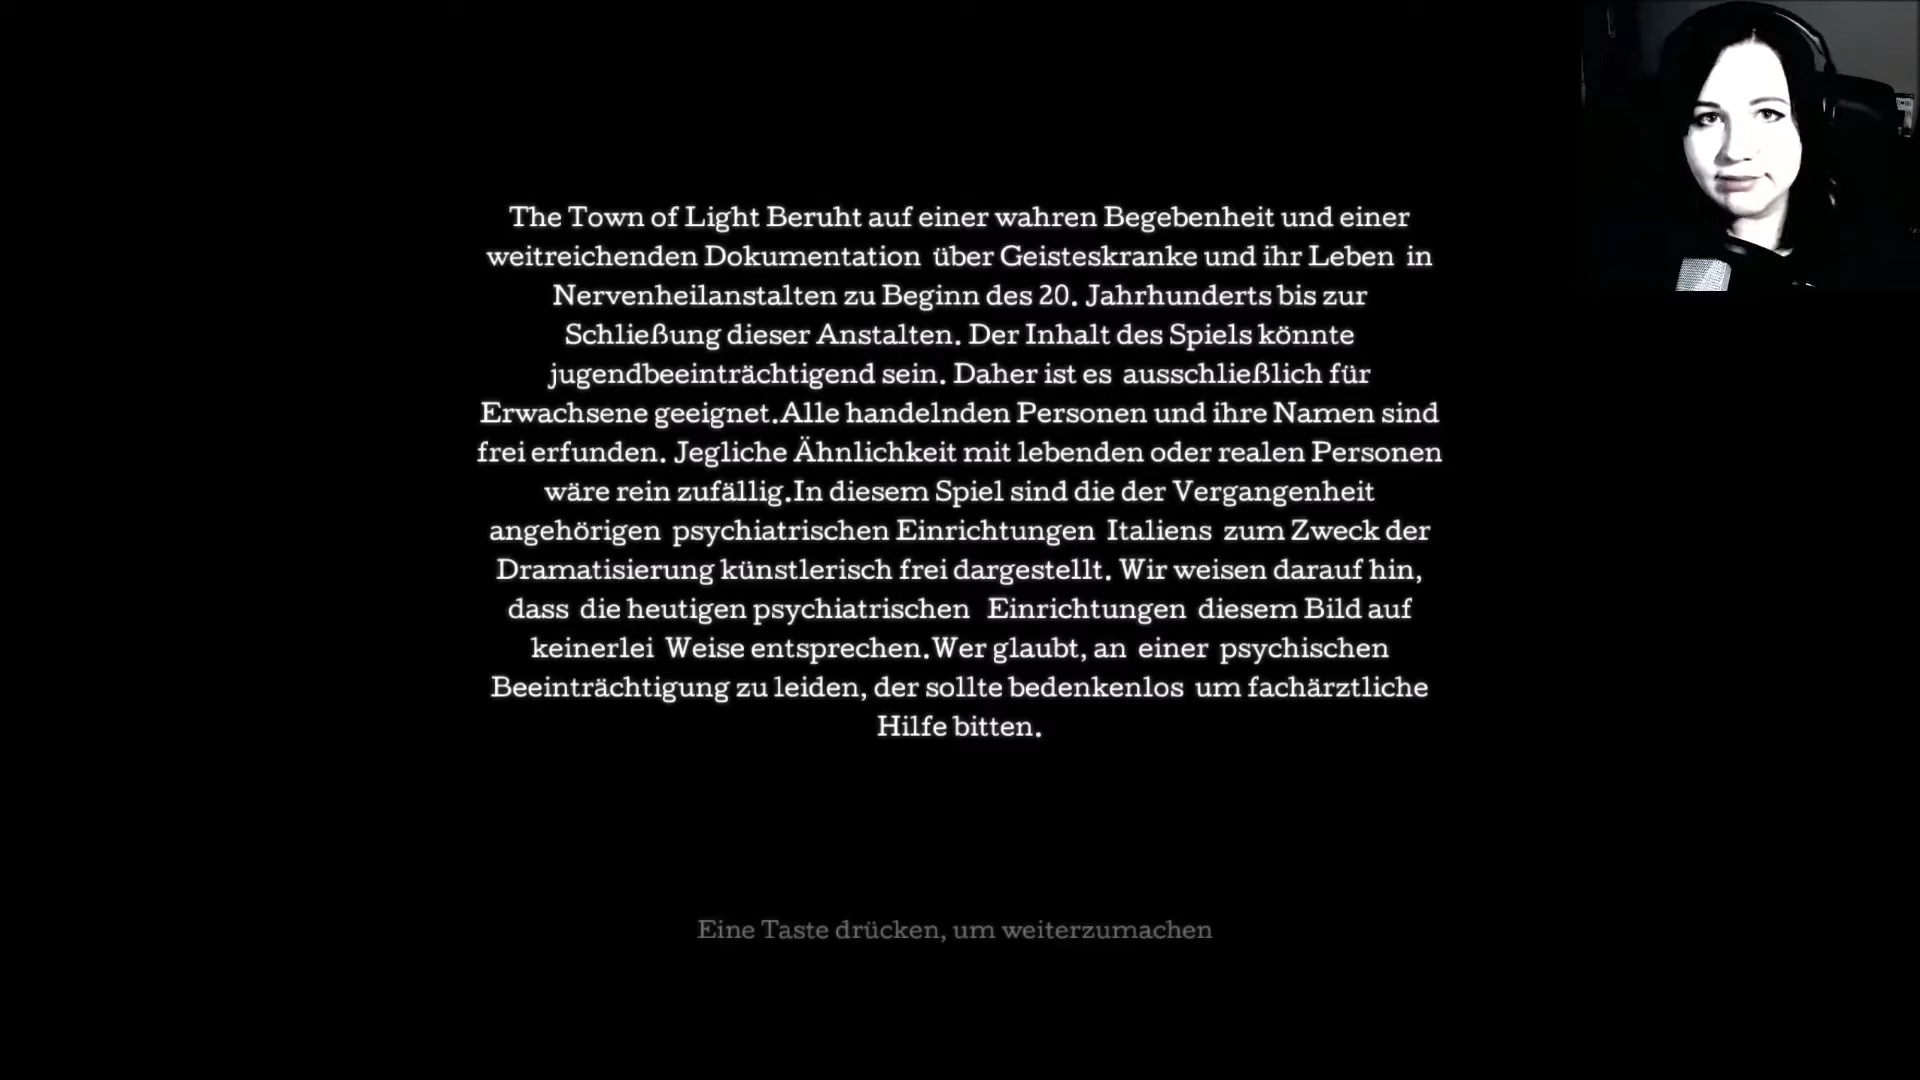 The Town of Light Beruht auf einer wahren Begebenheit und einer
weitreichenden Dokumentation über Geisteskranke und ihr Leben in
Nervenheilanstalten zu Beginn des 20. Jahrhunderts bis zur
Schließung dieser Anstalten. Der Inhalt des Spiels könnte
jugendbeeinträchtigend sein. Daher ist es ausschließlich für
Erwachsene geeignet.Alle handelnden Personen und ihre Namen sind
frei erfunden. Jegliche Ähnlichkeit mit lebenden oder realen Personen
wäre rein zufällig.In diesem Spiel sind die der Vergangenheit
angehörigen psychiatrischen Einrichtungen Italiens zum Zweck der
Dramatisierung künstlerisch frei dargestellt. Wir weisen darauf hin,
dass die heutigen psychiatrischen Einrichtungen diesem Bild auf
keinerlei Weise entsprechen.Wer glaubt, an einer psychischen
Beeinträchtigung zu leiden, der sollte bedenkenlos um fachärztliche
Hilfe bitten.
Eine Taste drücken, um weiterzumachen